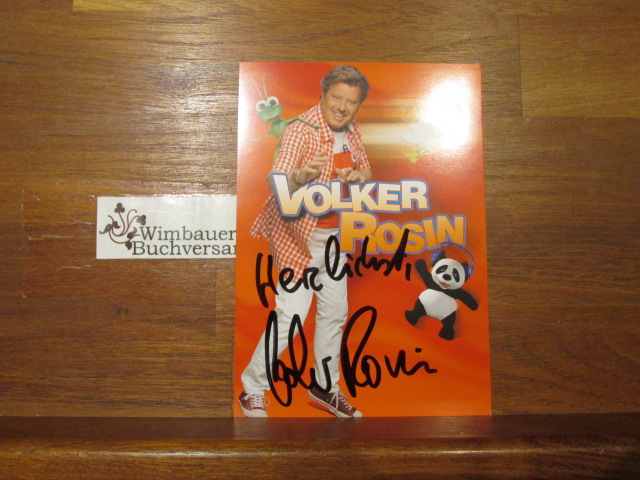 VOLKER
ROSIN
Herzlichst,
Volker Rosin
Wimbauer
Buchversan